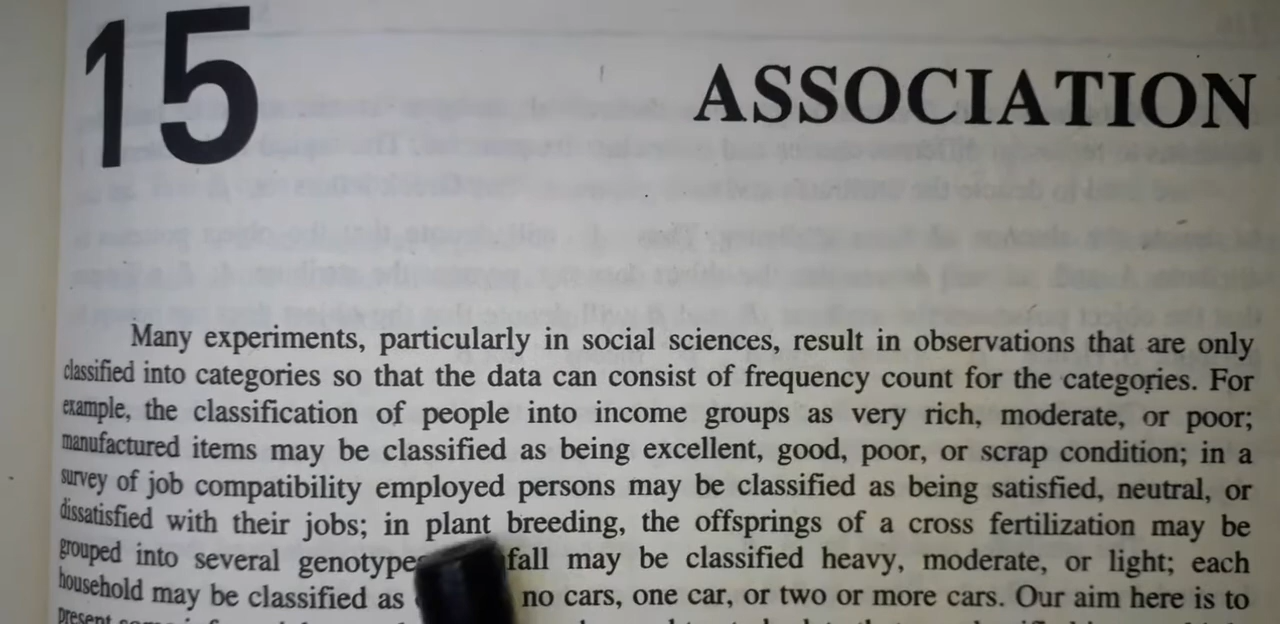 15
ASSOCIATION
Many experiments, particularly in social sciences, result in observations that are only
classified into categories so that the data can consist of frequency count for the categories. For
example, the classification of people into income groups as very rich, moderate, or poor;
manufactured items may be classified as being excellent, good, poor, or scrap condition; in a
survey of job compatibility employed persons may be classified as being satisfied, neutral, or
dissatisfied with their jobs; in plant breeding, the offsprings of a cross fertilization may be
grouped into several genotype fall may be classified heavy, moderate, or light; each
household may be classified as no cars, one car, or two or more cars. Our aim here is to
present